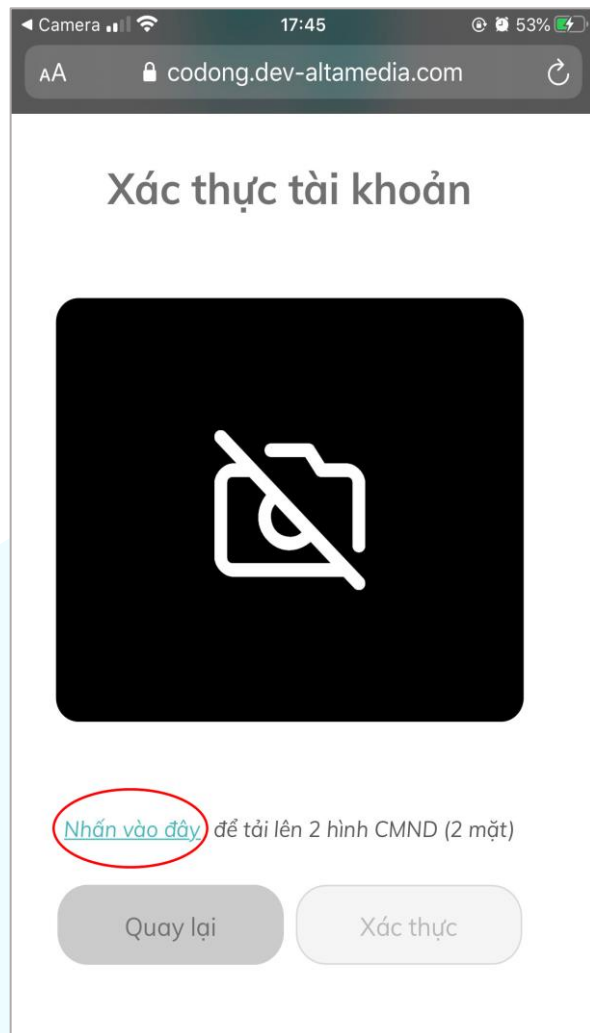 Camera 17:45 53%
AA codong.dev-altamedia.com
Xác thực tài khoản
Nhấn vào đây để tải lên 2 hình CMND (2 mặt)
Quay lại Xác thực